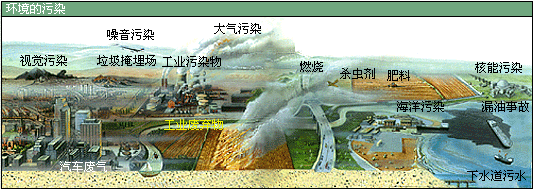 环境的污染
噪音污染
大气污染
视觉污染
垃圾掩埋场
工业污染物
燃烧
杀虫剂
肥料
核能污染
海洋污染
漏油事故
工业废弃物
汽车废气
下水道污水